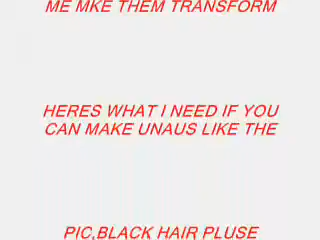 ME MKE THEM TRANSFORM
HERES WHAT I NEED IF YOU
CAN MAKE UNAUS LIKE THE
PIC,BLACK HAIR PLUSE